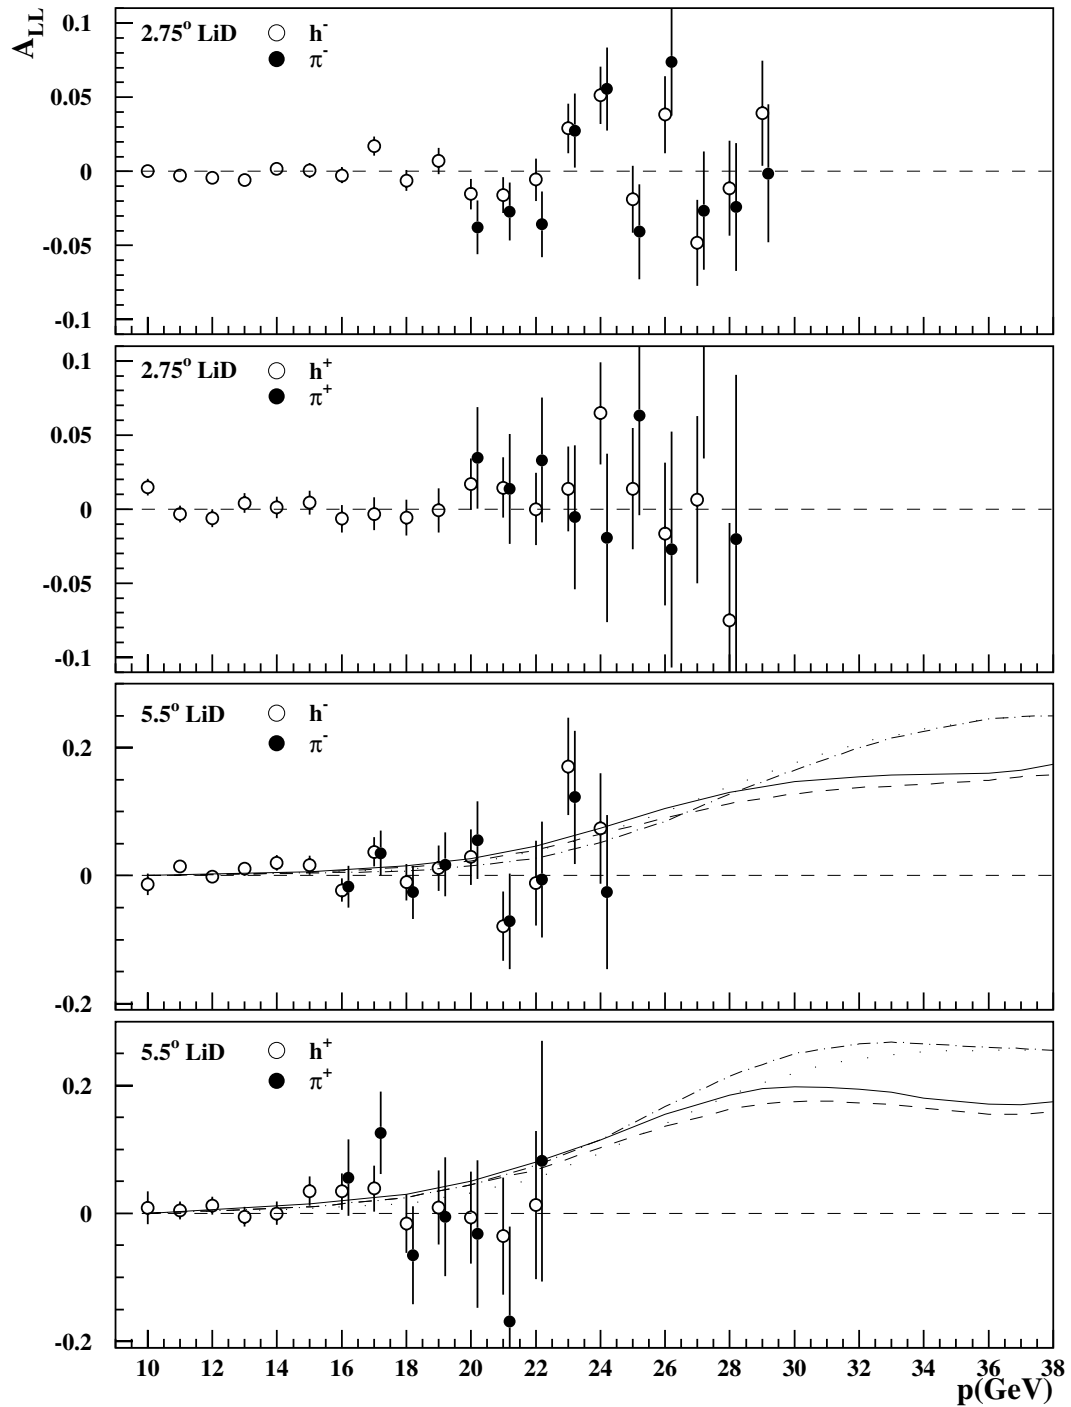 A_LL
2.75° LiD h⁻
π⁻
0.1
0.05
0
-0.05
-0.1
2.75° LiD h⁺
π⁺
0.1
0.05
0
-0.05
-0.1
5.5° LiD h⁻
π⁻
0.2
0
-0.2
5.5° LiD h⁺
π⁺
0.2
0
-0.2
10 12 14 16 18 20 22 24 26 28 30 32 34 36 38
p(GeV)